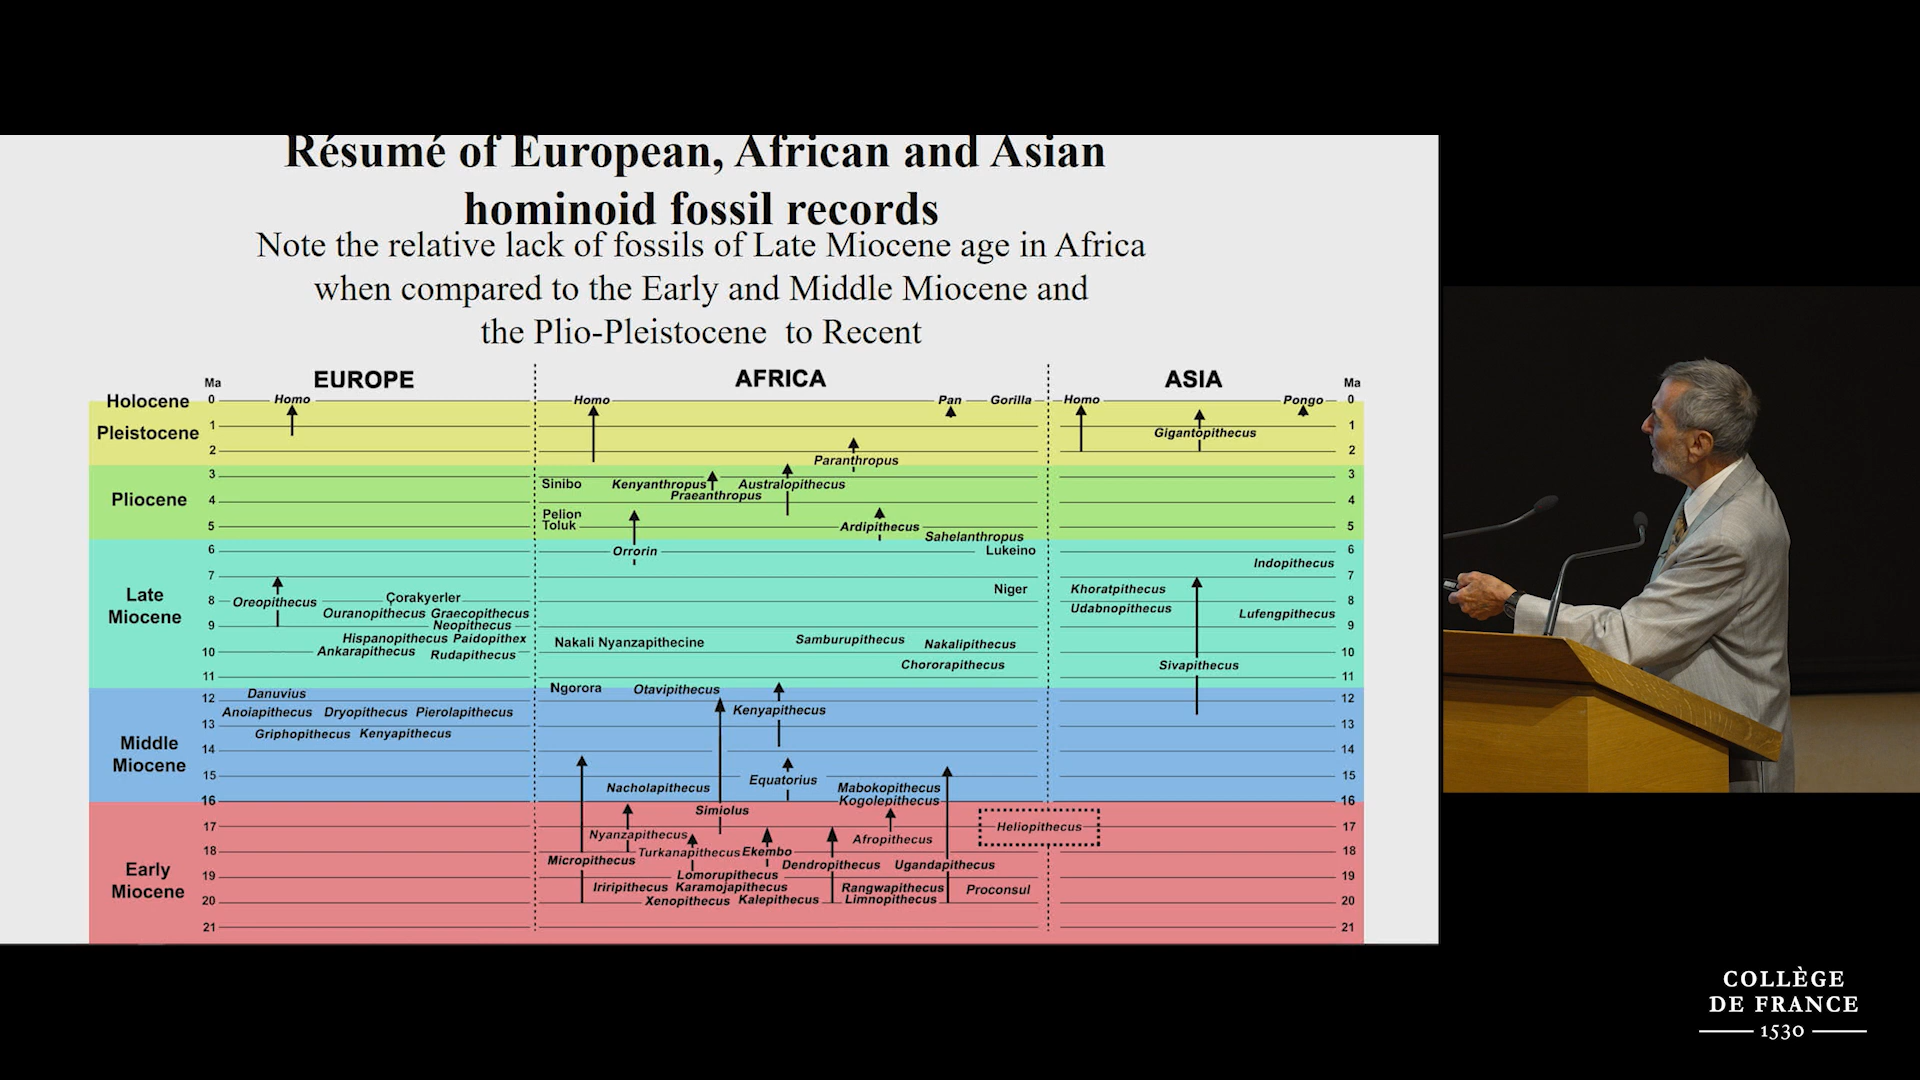 Résumé of European, African and Asian
hominoid fossil records
Note the relative lack of fossils of Late Miocene age in Africa
when compared to the Early and Middle Miocene and
the Plio-Pleistocene to Recent
EUROPE AFRICA ASIA
Ma Ma
Holocene 0 Homo Homo Pan Gorilla Homo Pongo 0
Pleistocene 1 Gigantopithecus 1
2 Paranthropus 2
3 Sinibo Kenyanthropus Australopithecus 3
Pliocene 4 Praeanthropus 4
Pelion
5 Toluk Ardipithecus 5
Sahelanthropus
6 Orrorin Lukeino 6
Indopithecus
7 Niger Khoratpithecus 7
Late
Miocene
8 Oreopithecus Çorakyerler Udabnopithecus 8
Ouranopithecus Graecopithecus Lufengpithecus
9 Neopithecus 9
Hispanopithecus Paidopithex Nakali Nyanzapithecine Samburupithecus Nakalipithecus
10 Ankarapithecus Rudapithecus 10
Chororapithecus Sivapithecus
11 11
Danuvius Ngorora Otavipithecus
12 12
Anoiapithecus Dryopithecus Pierolapithecus Kenyapithecus
13 13
Griphopithecus Kenyapithecus
Middle
Miocene
14 14
15 Equatorius 15
Nacholapithecus Mabokopithecus
16 Kogolepithecus 16
Simiolus
17 Heliopithecus 17
Nyanzapithecus Afropithecus
18 Turkanapithecus Ekembo 18
Micropithecus Dendropithecus Ugandapithecus
Early
Miocene
19 Lomorupithecus 19
Iriripithecus Karamojapithecus Rangwapithecus Proconsul
20 Xenopithecus Kalepithecus Limnopithecus 20
21 21
COLLÈGE
DE FRANCE
1530